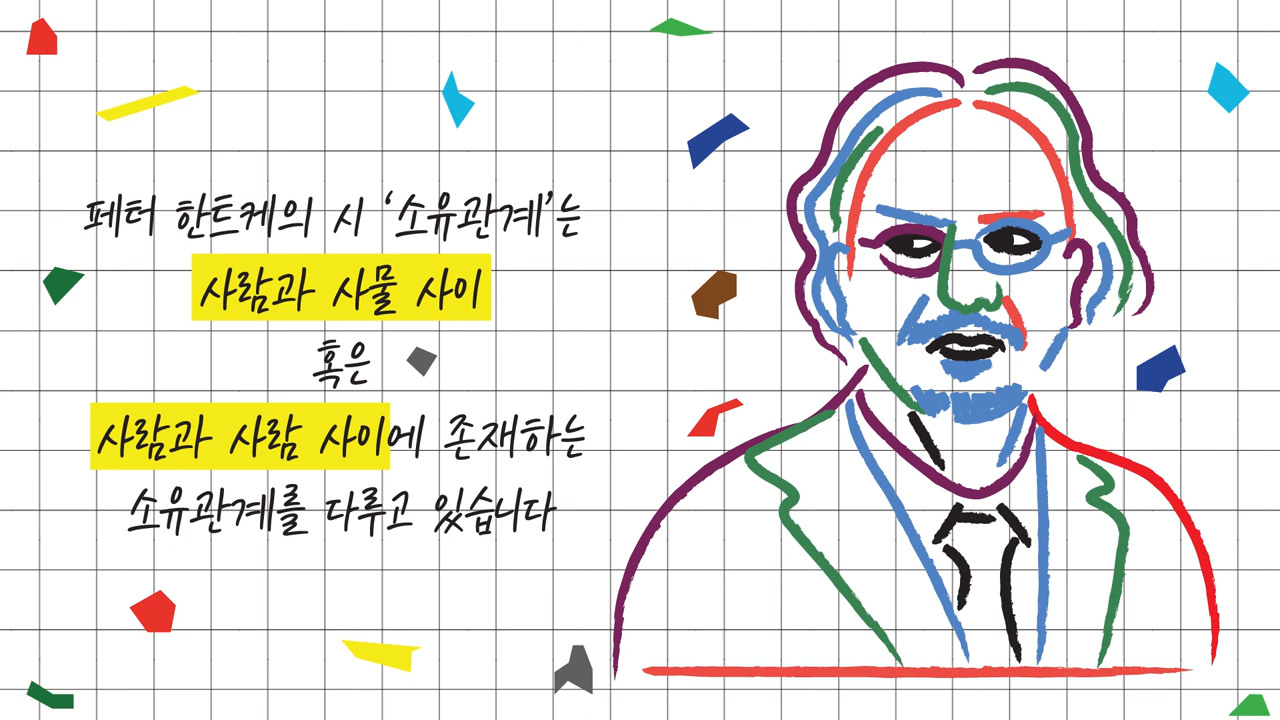 페터 한트케의 시 ‘소유관계’는
사람과 사물 사이
혹은
사람과 사람 사이에 존재하는
소유관계를 다루고 있습니다